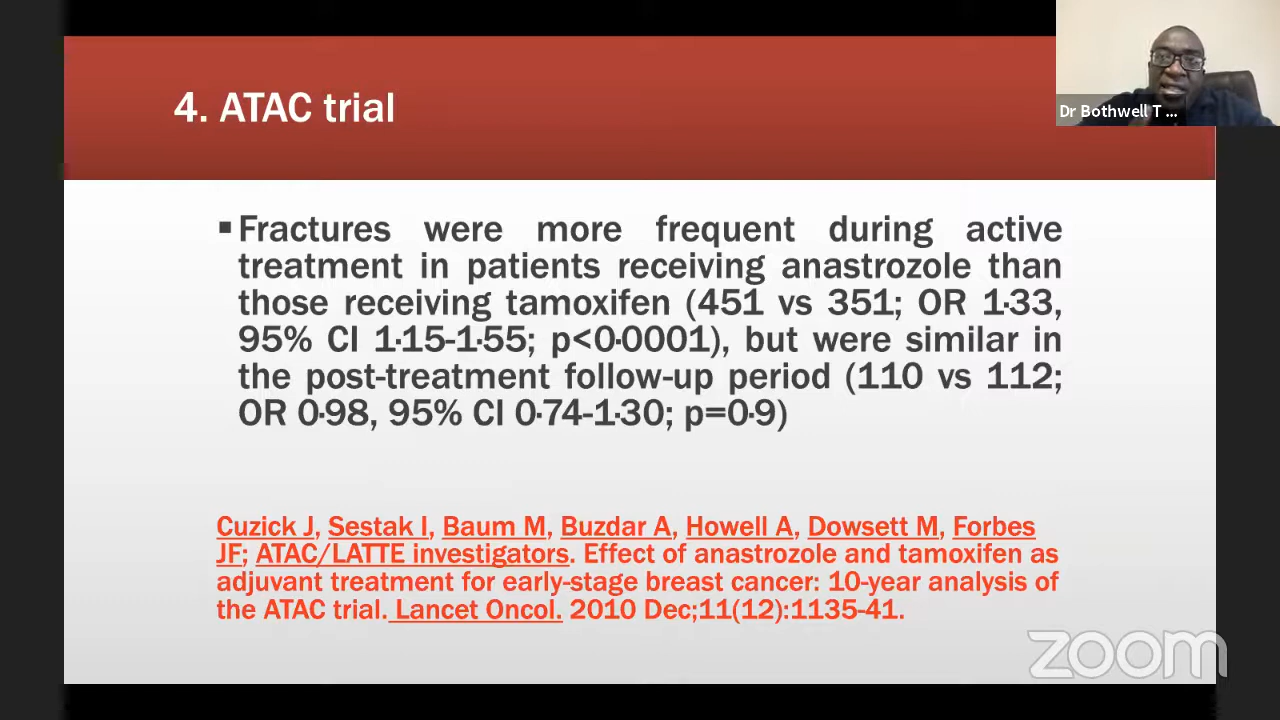 4. ATAC trial
Dr Bothwell T ...
▪Fractures were more frequent during active
treatment in patients receiving anastrozole than
those receiving tamoxifen (451 vs 351; OR 1·33,
95% CI 1·15-1·55; p<0·0001), but were similar in
the post-treatment follow-up period (110 vs 112;
OR 0·98, 95% CI 0·74-1·30; p=0·9)
Cuzick J, Sestak I, Baum M, Buzdar A, Howell A, Dowsett M, Forbes
JF; ATAC/LATTE investigators. Effect of anastrozole and tamoxifen as
adjuvant treatment for early-stage breast cancer: 10-year analysis of
the ATAC trial. Lancet Oncol. 2010 Dec;11(12):1135-41.
zoom